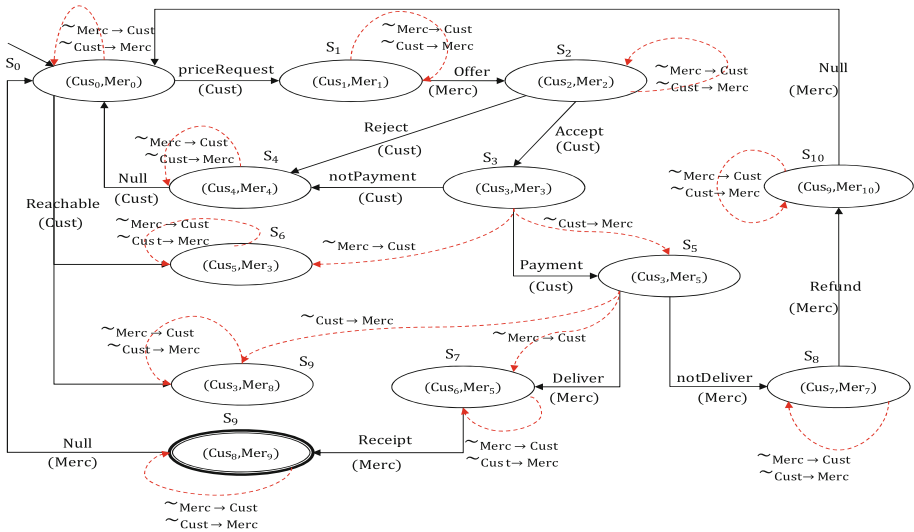 ∼Merc → Cust
∼Cust → Merc
S0
(Cus0,Mer0)
priceRequest
(Cust)
S1
∼Merc → Cust
∼Cust → Merc
(Cus1,Mer1)
Offer
(Merc)
S2
(Cus2,Mer2)
∼Merc → Cust
∼Cust → Merc
Null
(Merc)
Reject
(Cust)
Accept
(Cust)
∼Merc → Cust
∼Cust → Merc
S4
(Cus4,Mer4)
Null
(Cust)
notPayment
(Cust)
S3
(Cus3,Mer3)
S10
∼Merc → Cust
∼Cust → Merc
(Cus9,Mer10)
Reachable
(Cust)
∼Merc → Cust
∼Cust → Merc
S6
(Cus5,Mer3)
∼Merc → Cust
∼Cust → Merc
S5
(Cus3,Mer5)
Payment
(Cust)
Refund
(Merc)
∼Merc → Cust
∼Cust → Merc
∼Cust → Merc
∼Merc → Cust
S9
(Cus3,Mer8)
S7
(Cus6,Mer5)
Deliver
(Merc)
notDeliver
(Merc)
S8
(Cus7,Mer7)
S9
(Cus8,Mer9)
Null
(Merc)
Receipt
(Merc)
∼Merc → Cust
∼Cust → Merc
∼Merc → Cust
∼Cust → Merc
∼Merc → Cust
∼Cust → Merc